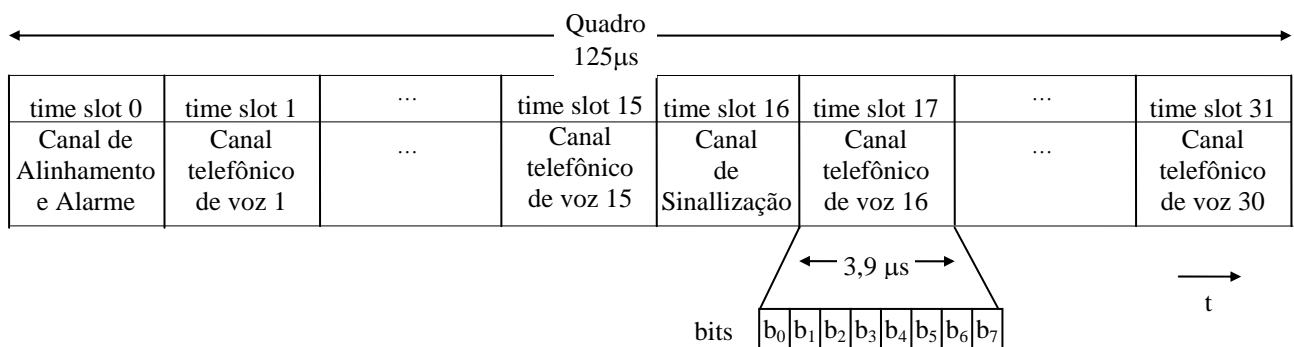 Quadro
125μs
time slot 0 time slot 1 ... time slot 15 time slot 16 time slot 17 ... time slot 31
Canal de Canal ... Canal Canal Canal ... Canal
Alinhamento telefônico telefônico de telefônico telefônico
e Alarme de voz 1 de voz 15 Sinallização de voz 16 de voz 30
3,9 μs
t
bits b0 b1 b2 b3 b4 b5 b6 b7